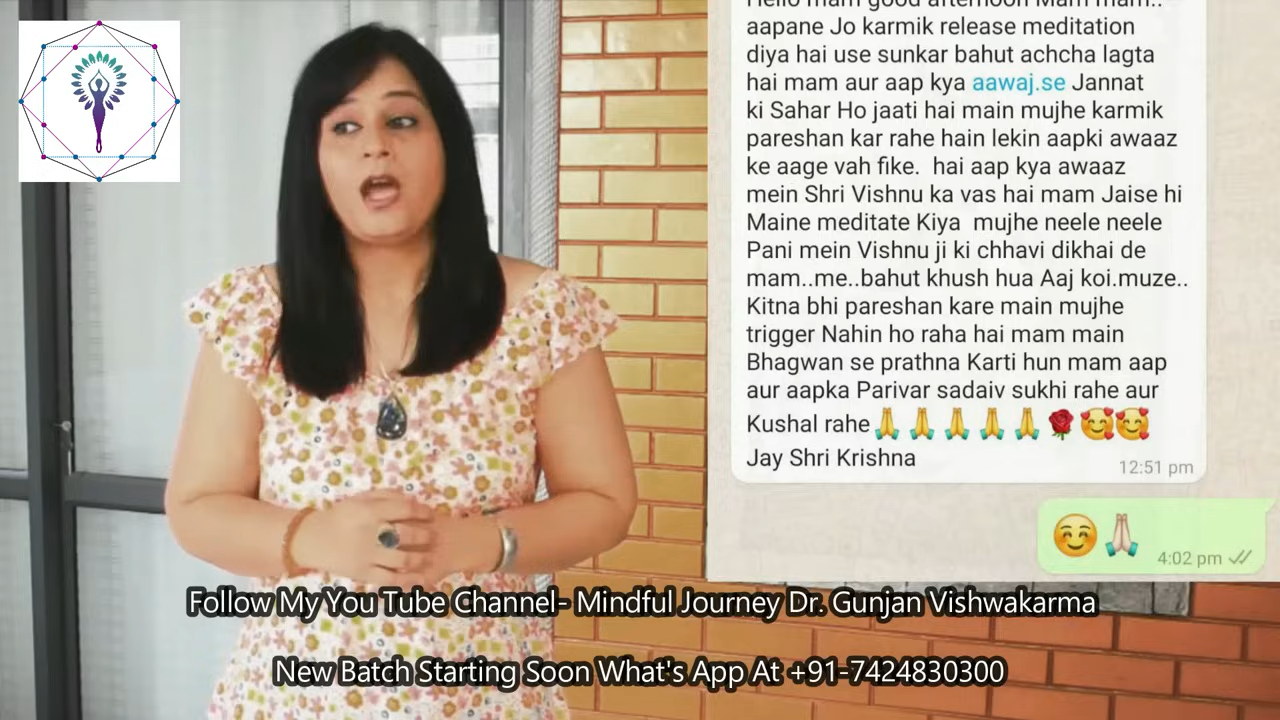 Hello mam good afternoon Mam mam..
aapane Jo karmik release meditation
diya hai use sunkar bahut achcha lagta
hai mam aur aap kya aawaj.se Jannat
ki Sahar Ho jaati hai main mujhe karmik
pareshan kar rahe hain lekin aapki awaaz
ke aage vah fike.  hai aap kya awaaz
mein Shri Vishnu ka vas hai mam Jaise hi
Maine meditate Kiya  mujhe neele neele
Pani mein Vishnu ji ki chhavi dikhai de
mam..me..bahut khush hua Aaj koi.muze..
Kitna bhi pareshan kare main mujhe
trigger Nahin ho raha hai mam main
Bhagwan se prathna Karti hun mam aap
aur aapka Parivar sadaiv sukhi rahe aur
Kushal rahe🙏🙏🙏🙏🙏🌹🥰🥰
Jay Shri Krishna
12:51 pm
☺️🙏🏻
4:02 pm
Follow My You Tube Channel- Mindful Journey Dr. Gunjan Vishwakarma
New Batch Starting Soon What's App At +91-7424830300